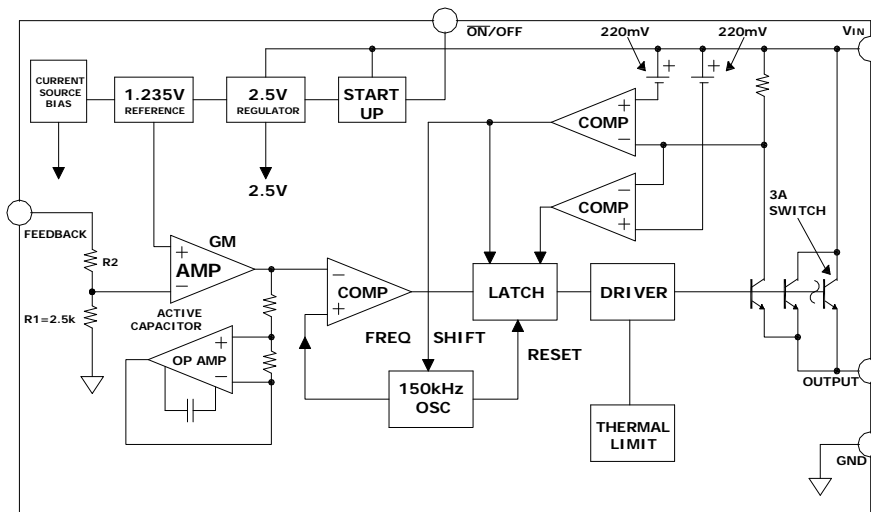 ON/OFF
220mV
220mV
VIN
CURRENT
SOURCE
BIAS
1.235V
REFERENCE
2.5V
REGULATOR
START
UP
+
+
+
COMP
−
2.5V
−
COMP
+
3A
SWITCH
FEEDBACK
GM
R2
+
AMP
−
−
COMP
+
LATCH
DRIVER
R1=2.5k
ACTIVE
CAPACITOR
+
OP AMP
−
FREQ SHIFT
RESET
150kHz
OSC
OUTPUT
THERMAL
LIMIT
GND